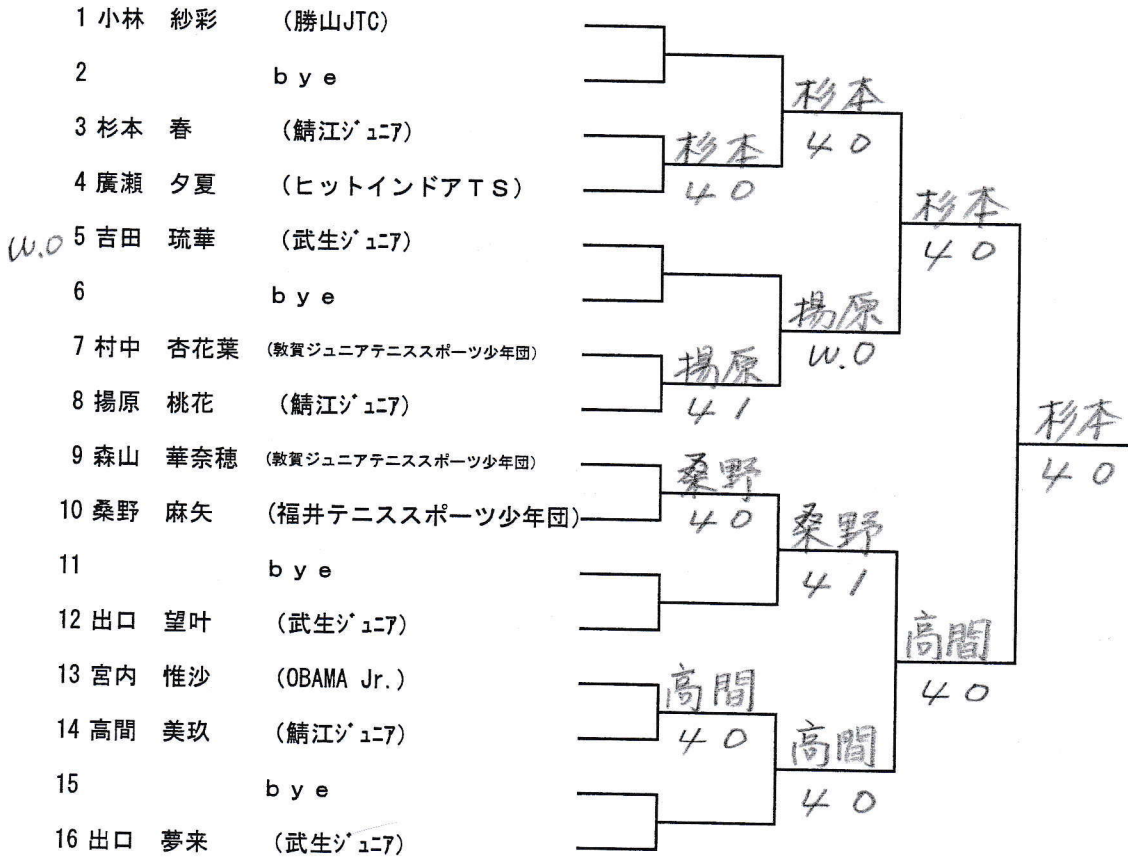 1 小林 紗彩 (勝山JTC)
2 bye
杉本
3 杉本 春 (鯖江ジュニア)
杉本
40
4 廣瀬 夕夏 (ヒットインドアTS)
40
杉本
W.O 5 吉田 琉華 (武生ジュニア)
40
6 bye
揚原
7 村中 杏花葉 (敦賀ジュニアテニススポーツ少年団)
揚原
W.O
8 揚原 桃花 (鯖江ジュニア)
41
杉本
9 森山 華奈穂 (敦賀ジュニアテニススポーツ少年団)
桑野
40
10 桑野 麻矢 (福井テニススポーツ少年団)
40
桑野
11 bye
41
12 出口 望叶 (武生ジュニア)
高間
13 宮内 惟沙 (OBAMA Jr.)
高間
40
14 高間 美玖 (鯖江ジュニア)
40
高間
15 bye
40
16 出口 夢来 (武生ジュニア)